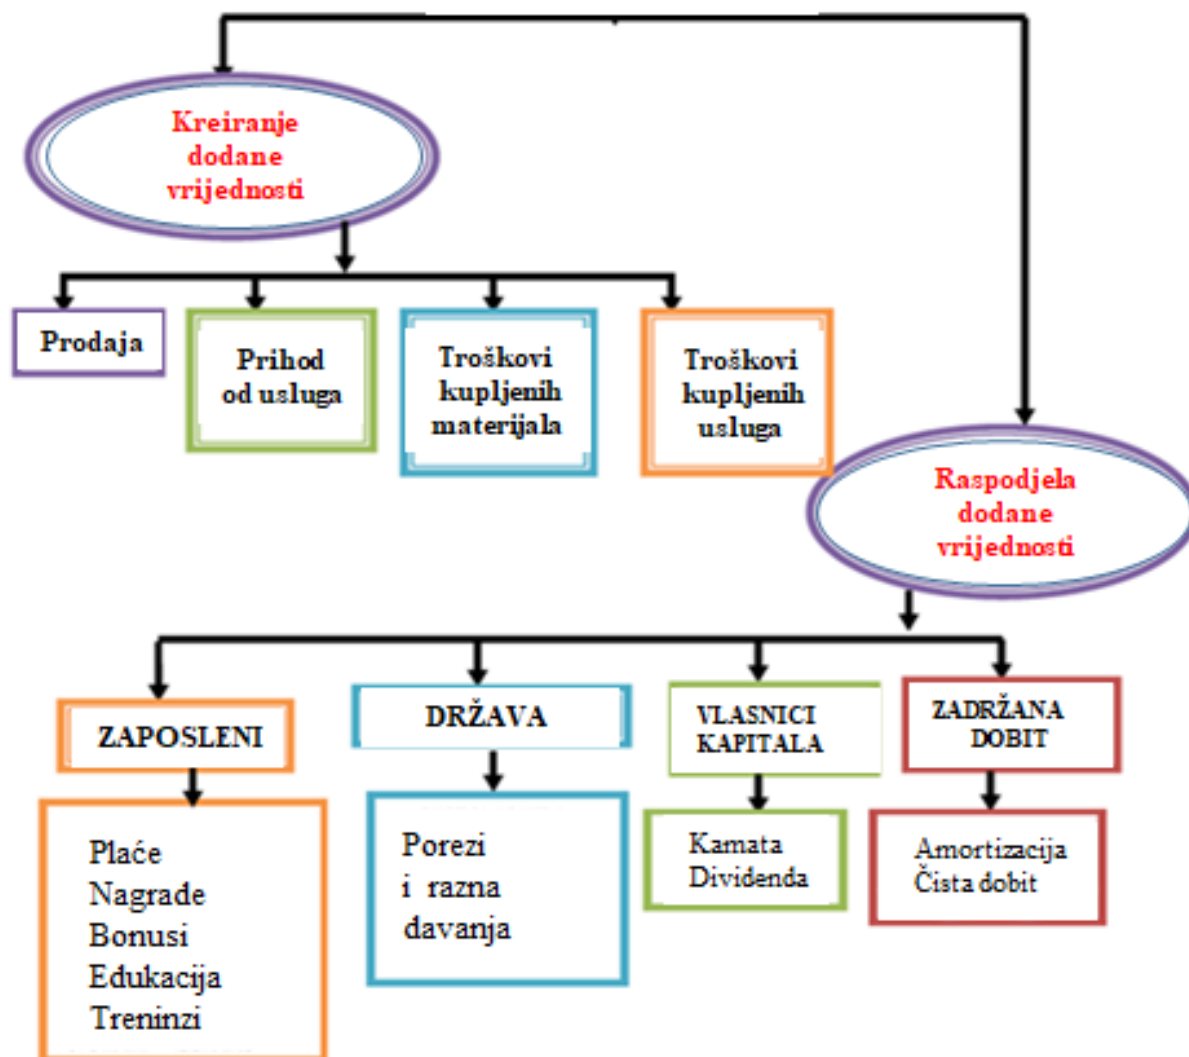 Kreiranje
dodane
vrijednosti
Prodaja
Prihod
od usluga
Troškovi
kupljenih
materijala
Troškovi
kupljenih
usluga
Raspodjela
dodane
vrijednosti
ZAPOSLENI
DRŽAVA
VLASNICI
KAPITALA
ZADRŽANA
DOBIT
Plaće
Nagrade
Bonusi
Edukacija
Treninzi
Porezi
i razna
davanja
Kamata
Dividenda
Amortizacija
Čista dobit